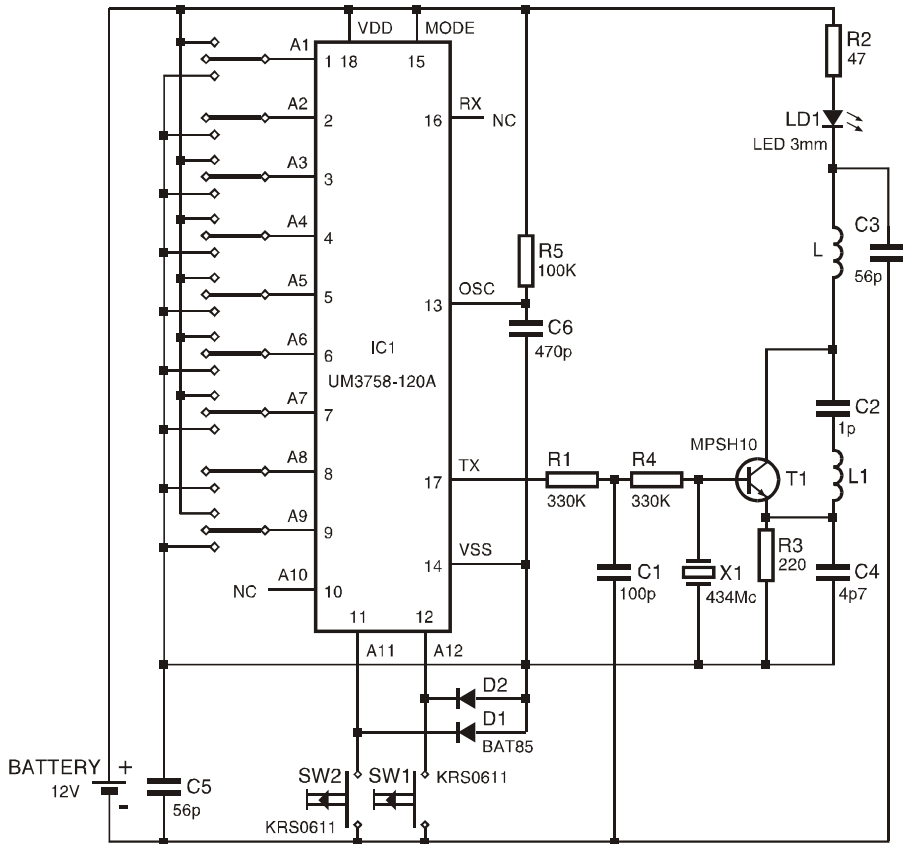 VDD
MODE
A1
1
18
15
R2
47
A2
2
RX
16
NC
LD1
LED 3mm
A3
3
A4
4
R5
100K
L
C3
56p
A5
5
OSC
13
C6
470p
A6
6
IC1
UM3758-120A
A7
7
C2
1p
A8
8
TX
17
R1
330K
R4
330K
MPSH10
T1
L1
A9
9
VSS
14
R3
220
A10
NC
10
C1
100p
X1
434Mc
C4
4p7
11
12
A11
A12
D2
D1
BAT85
BATTERY
+
12V
-
C5
56p
SW2
KRS0611
SW1
KRS0611